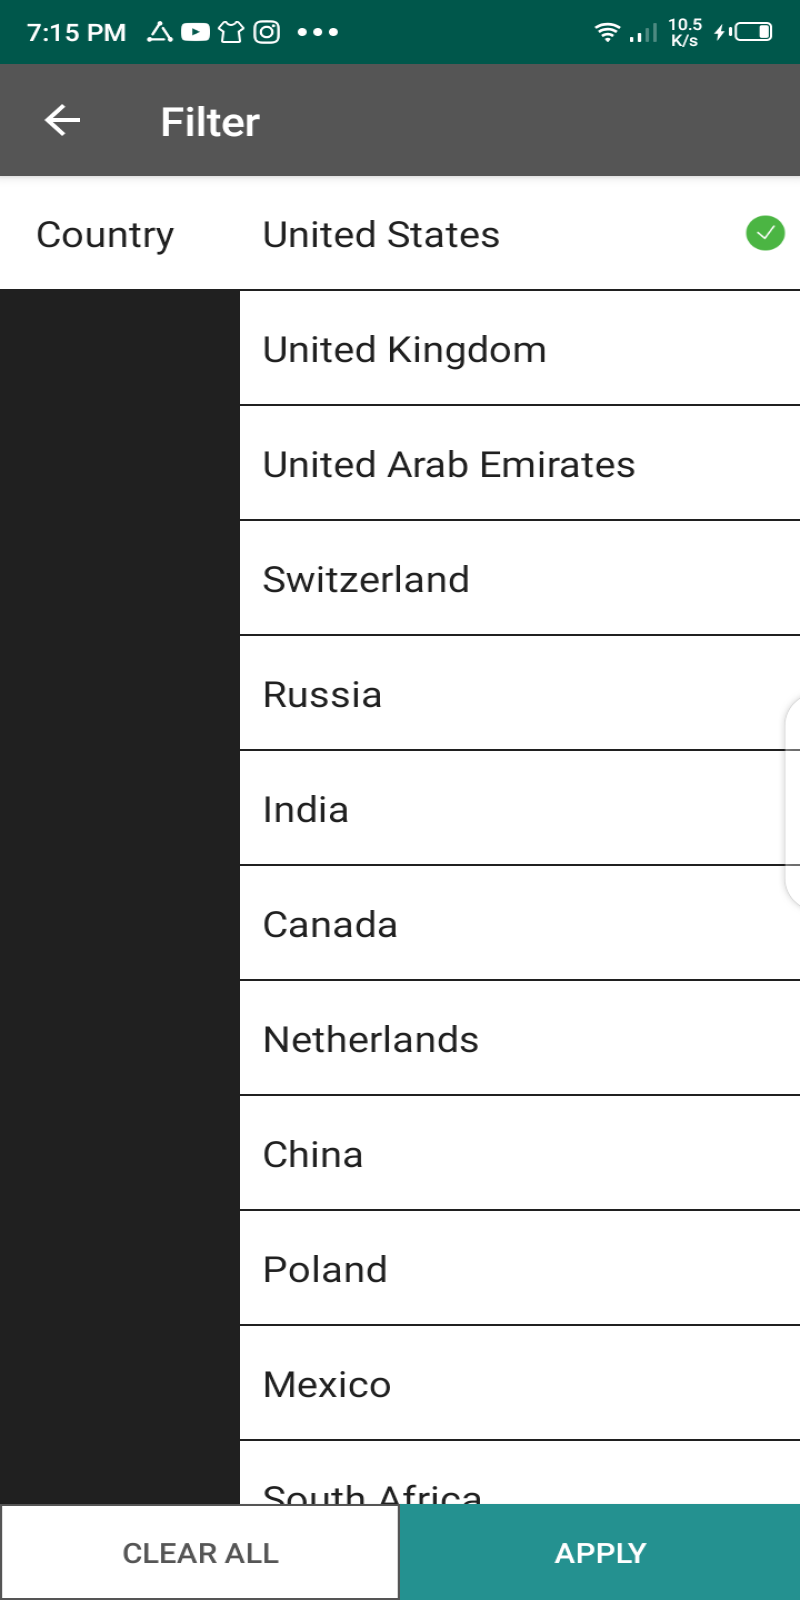 7:15 PM
10.5
K/s
Filter
Country
United States
United Kingdom
United Arab Emirates
Switzerland
Russia
India
Canada
Netherlands
China
Poland
Mexico
South Africa
CLEAR ALL
APPLY